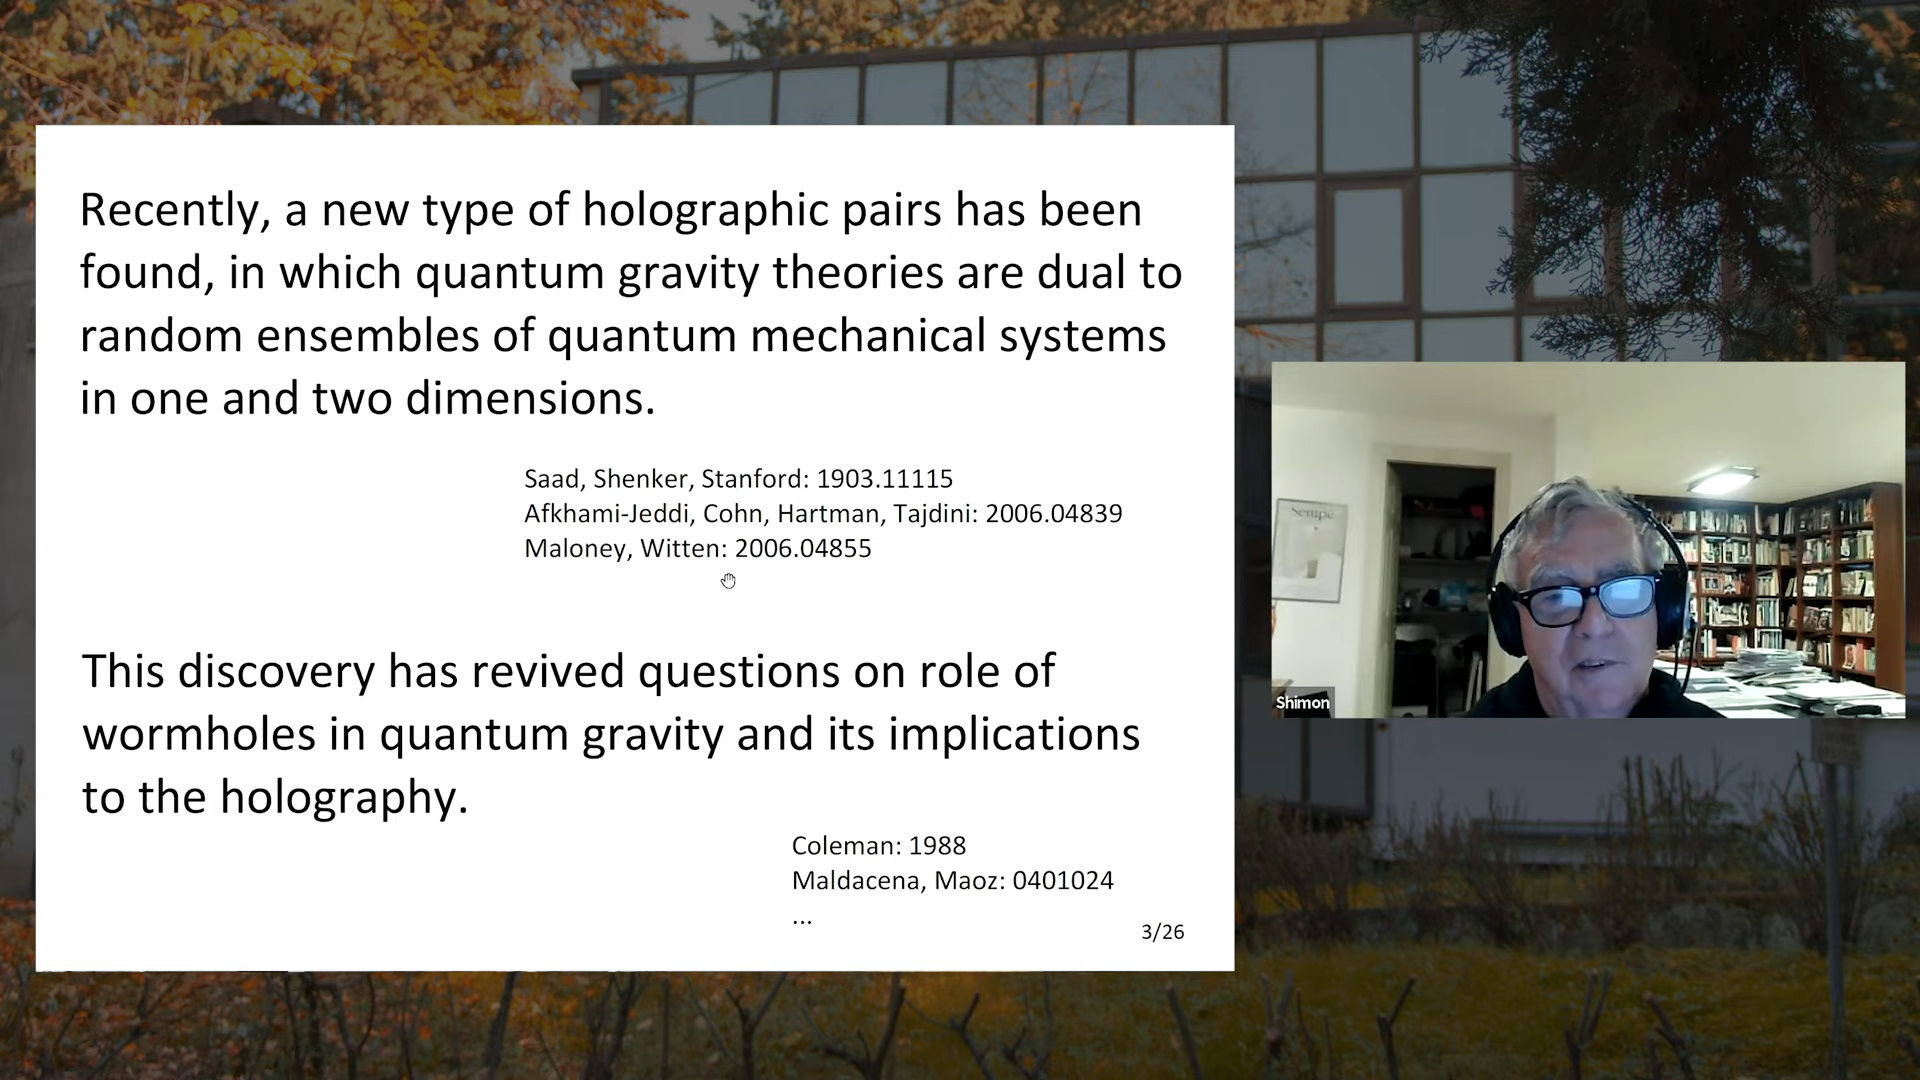 Recently, a new type of holographic pairs has been
found, in which quantum gravity theories are dual to
random ensembles of quantum mechanical systems
in one and two dimensions.
Saad, Shenker, Stanford: 1903.11115
Afkhami-Jeddi, Cohn, Hartman, Tajdini: 2006.04839
Maloney, Witten: 2006.04855
This discovery has revived questions on role of
wormholes in quantum gravity and its implications
to the holography.
Coleman: 1988
Maldacena, Maoz: 0401024
...
3/26
Sempé
Shimon